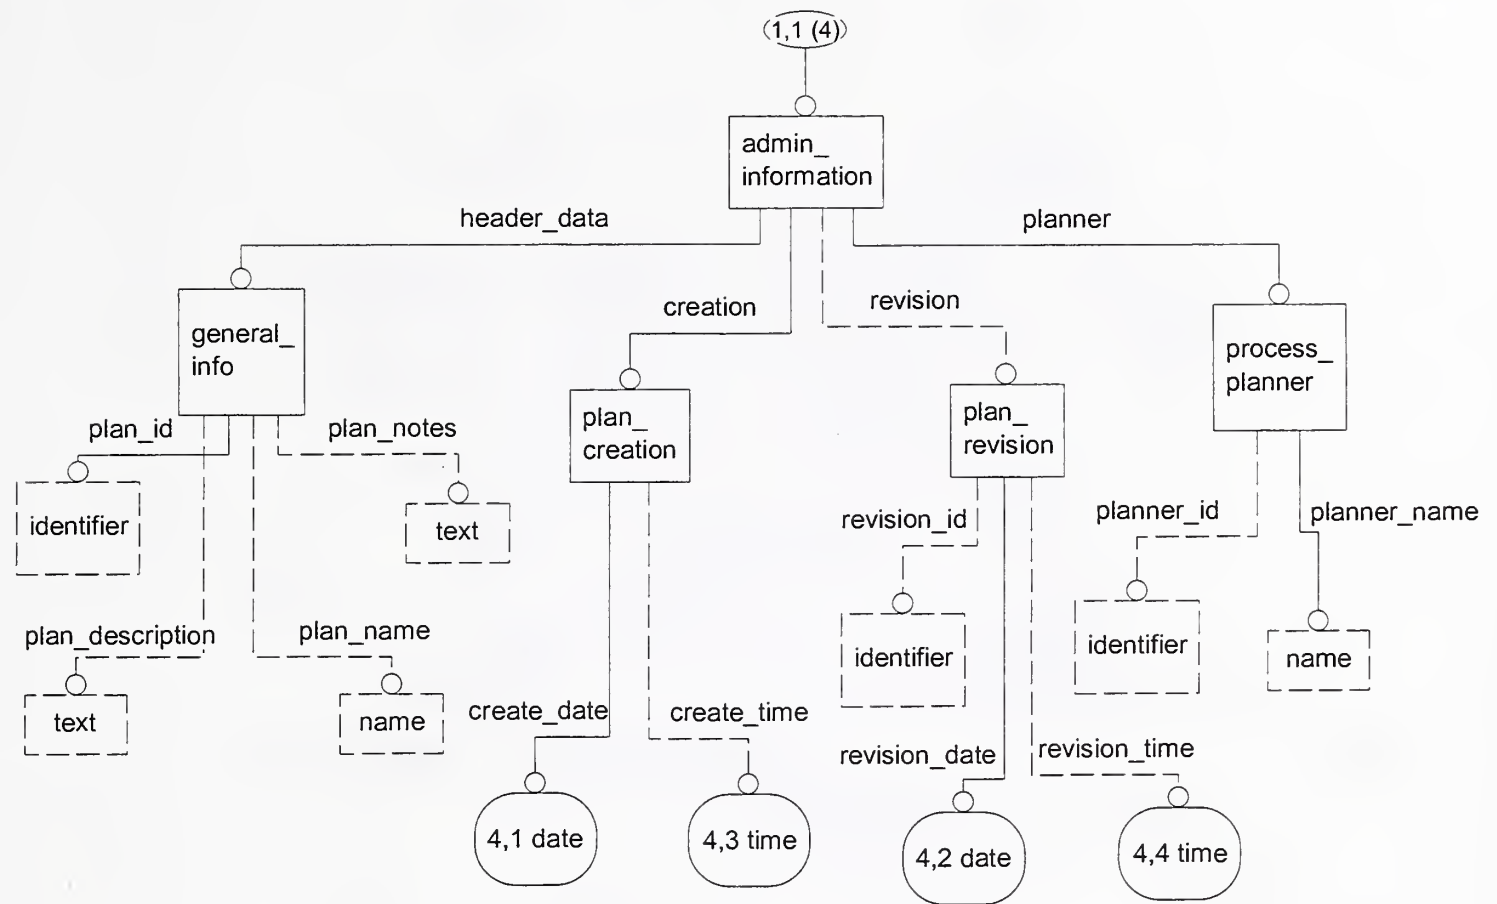 1,1 (4)
admin_
information
header_data
planner
creation
revision
general_
info
process_
planner
plan_
creation
plan_
revision
plan_id
plan_notes
identifier
text
revision_id
planner_id
planner_name
plan_description
plan_name
identifier
identifier
name
text
name
create_date
create_time
revision_date
revision_time
4,1 date
4,3 time
4,2 date
4,4 time